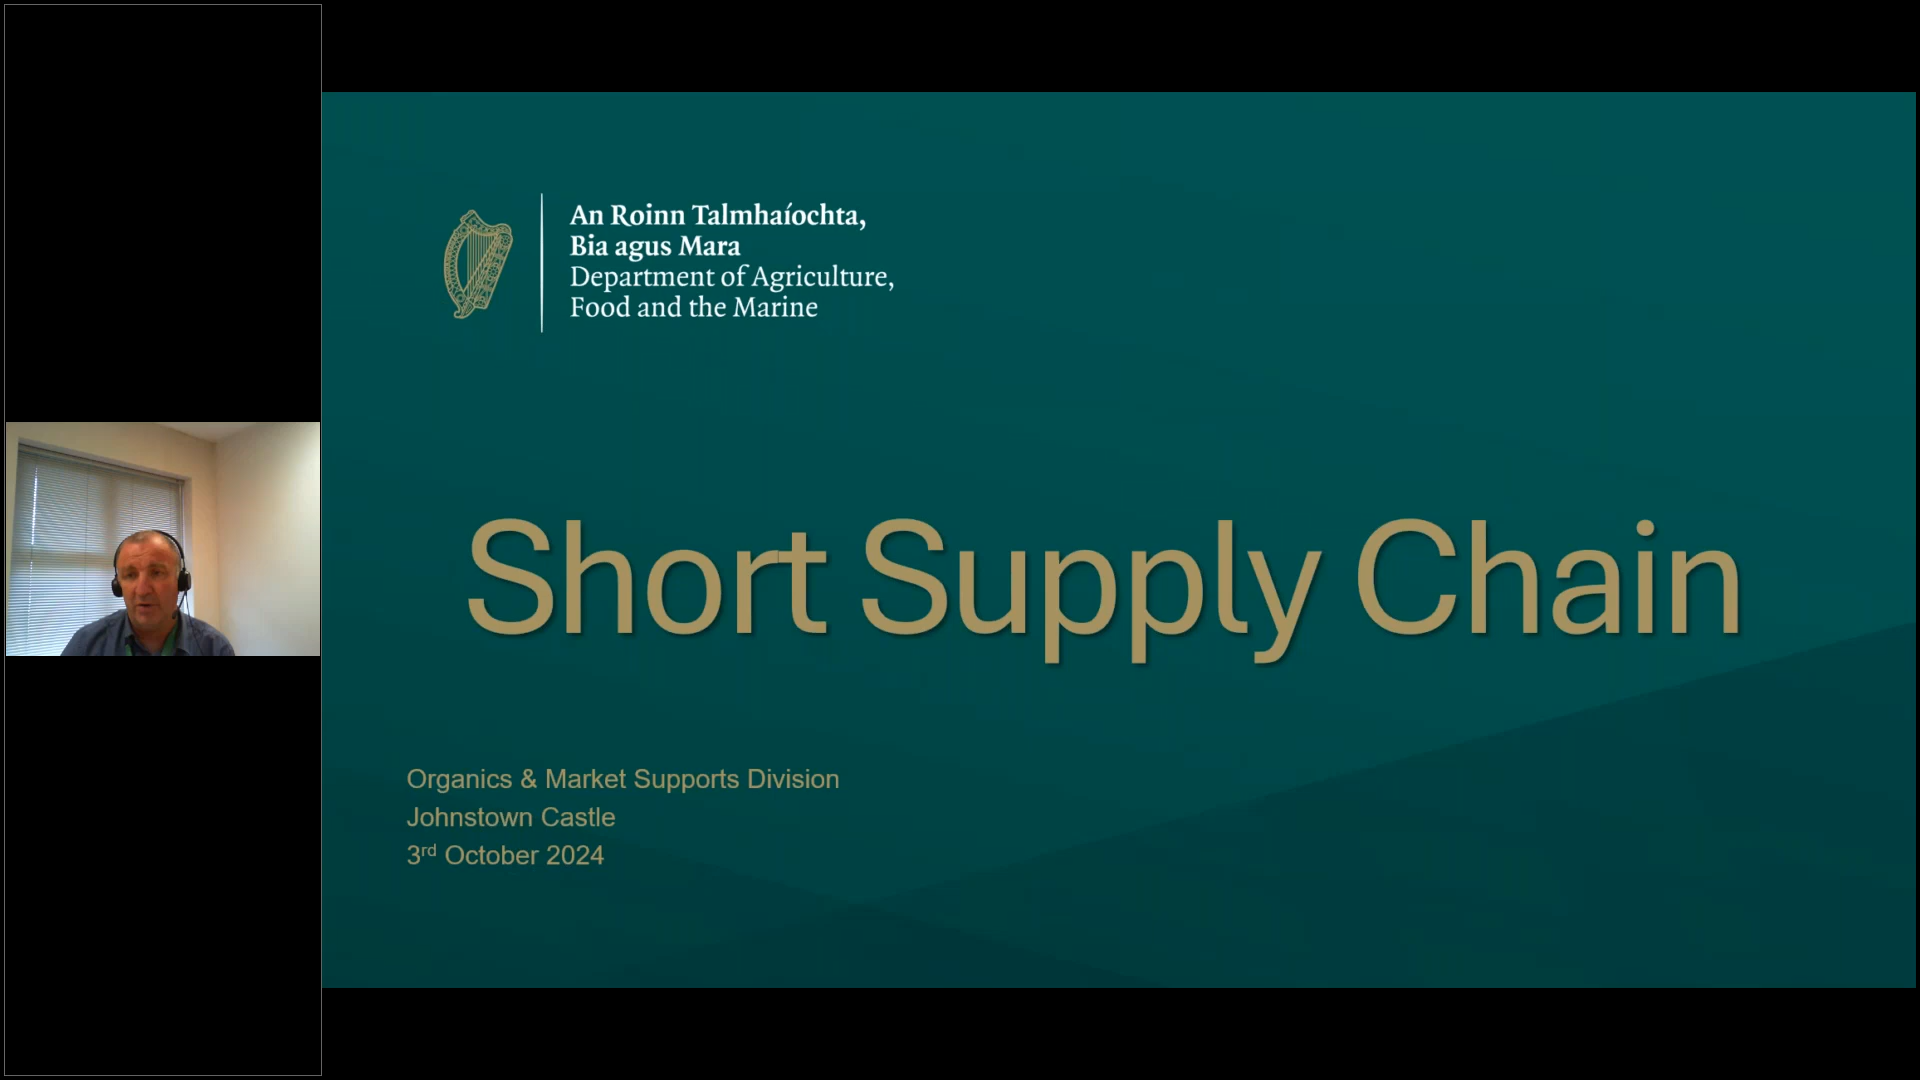 An Roinn Talmhaíochta,
Bia agus Mara
Department of Agriculture,
Food and the Marine
Short Supply Chain
Organics & Market Supports Division
Johnstown Castle
3rd October 2024